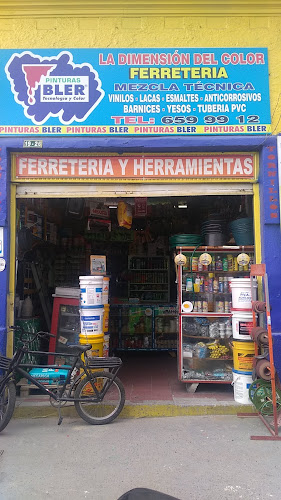 PINTURAS
BLER
Tecnología y Color
LA DIMENSIÓN DEL COLOR
FERRETERIA
MEZCLA TÉCNICA
VINILOS - LACAS - ESMALTES - ANTICORROSIVOS
BARNICES - YESOS - TUBERIA PVC
TEL: 659 99 12
PINTURAS BLER PINTURAS BLER PINTURAS BLER PINTURAS BLER PINTURAS BLER
FERRETERIA Y HERRAMIENTAS